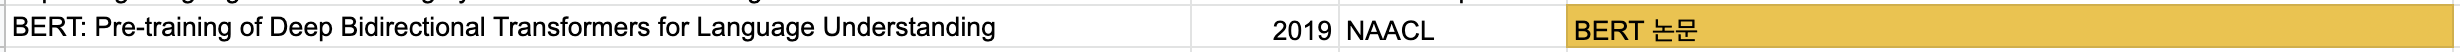 BERT: Pre-training of Deep Bidirectional Transformers for Language Understanding 2019 NAACL BERT 논문